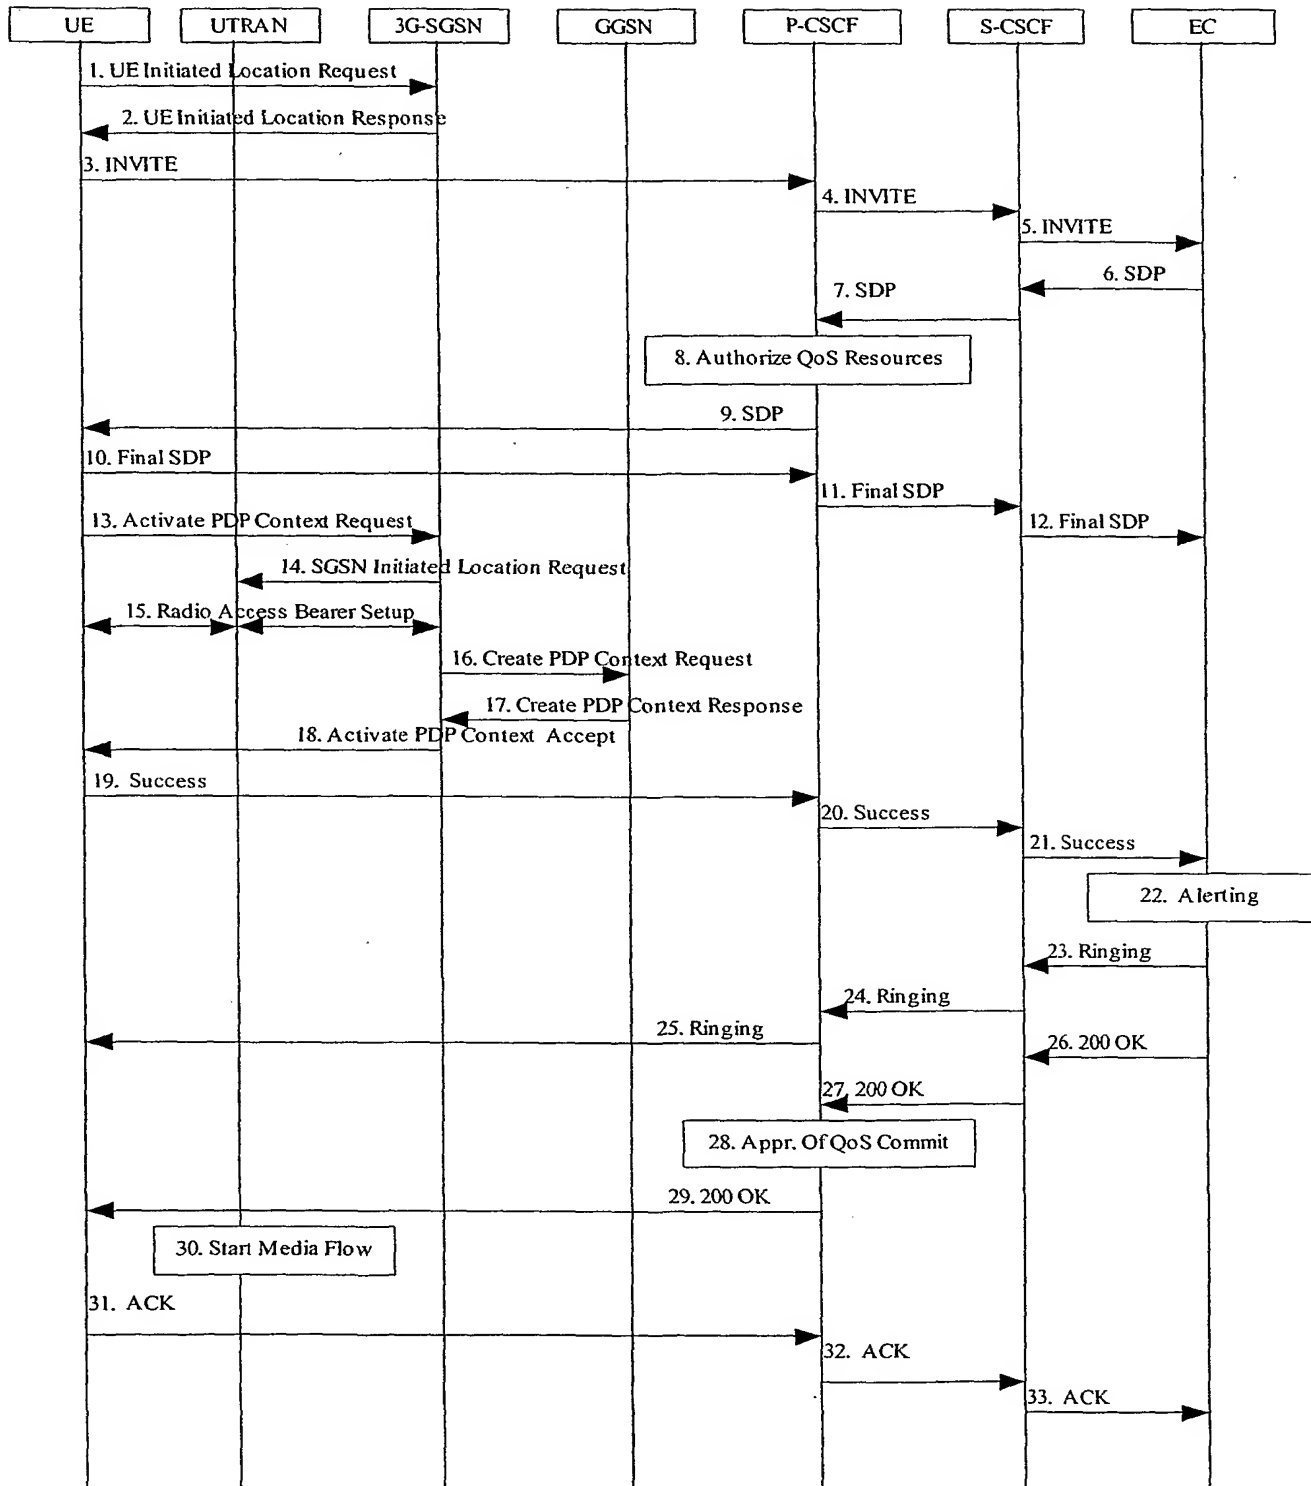 UE
UTRAN
3G-SGSN
GGSN
P-CSCF
S-CSCF
EC
1. UE Initiated Location Request
2. UE Initiated Location Response
3. INVITE
4. INVITE
5. INVITE
6. SDP
7. SDP
8. Authorize QoS Resources
9. SDP
10. Final SDP
11. Final SDP
13. Activate PDP Context Request
12. Final SDP
14. SGSN Initiated Location Request
15. Radio Access Bearer Setup
16. Create PDP Context Request
17. Create PDP Context Response
18. Activate PDP Context Accept
19. Success
20. Success
21. Success
22. Alerting
23. Ringing
24. Ringing
25. Ringing
26. 200 OK
27. 200 OK
28. Appr. Of QoS Commit
29. 200 OK
30. Start Media Flow
31. ACK
32. ACK
33. ACK